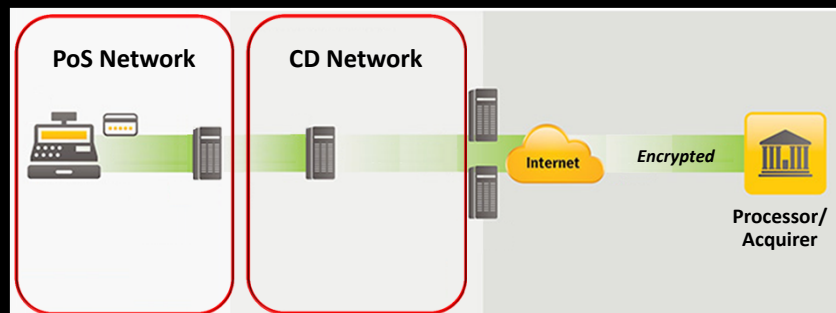 PoS Network
CD Network
Internet
Encrypted
Processor/
Acquirer